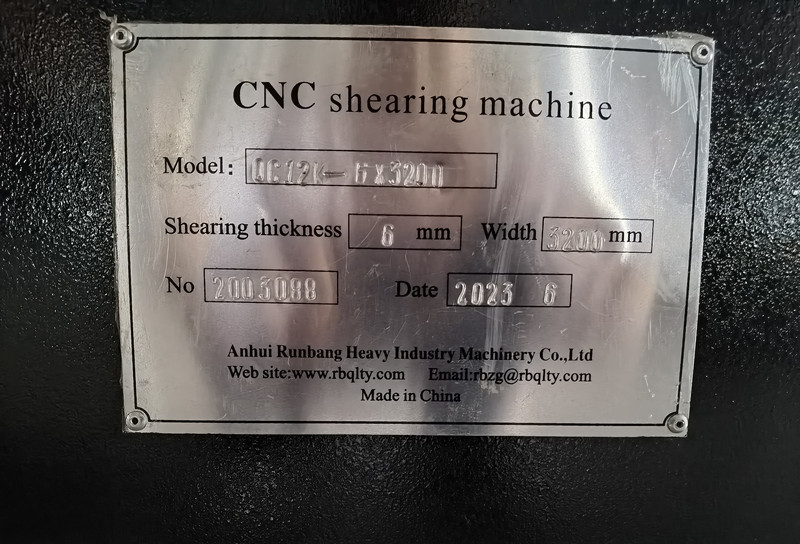 CNC shearing machine
Model: QC12K-6X3200
Shearing thickness 6 mm Width 3200 mm
No 2003088 Date 2023 6
Anhui Runbang Heavy Industry Machinery Co.,Ltd
Web site:www.rbqlty.com Email:rbzg@rbqlty.com
Made in China